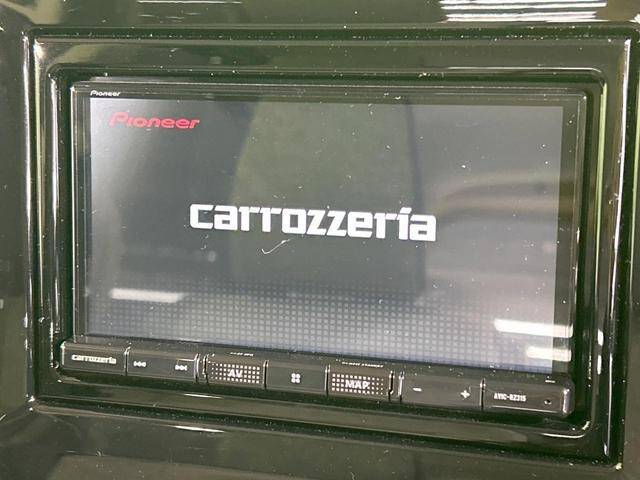 Pioneer
Pioneer
carrozzeria
carrozzeria
AV
MAP
AVIC-RZ315